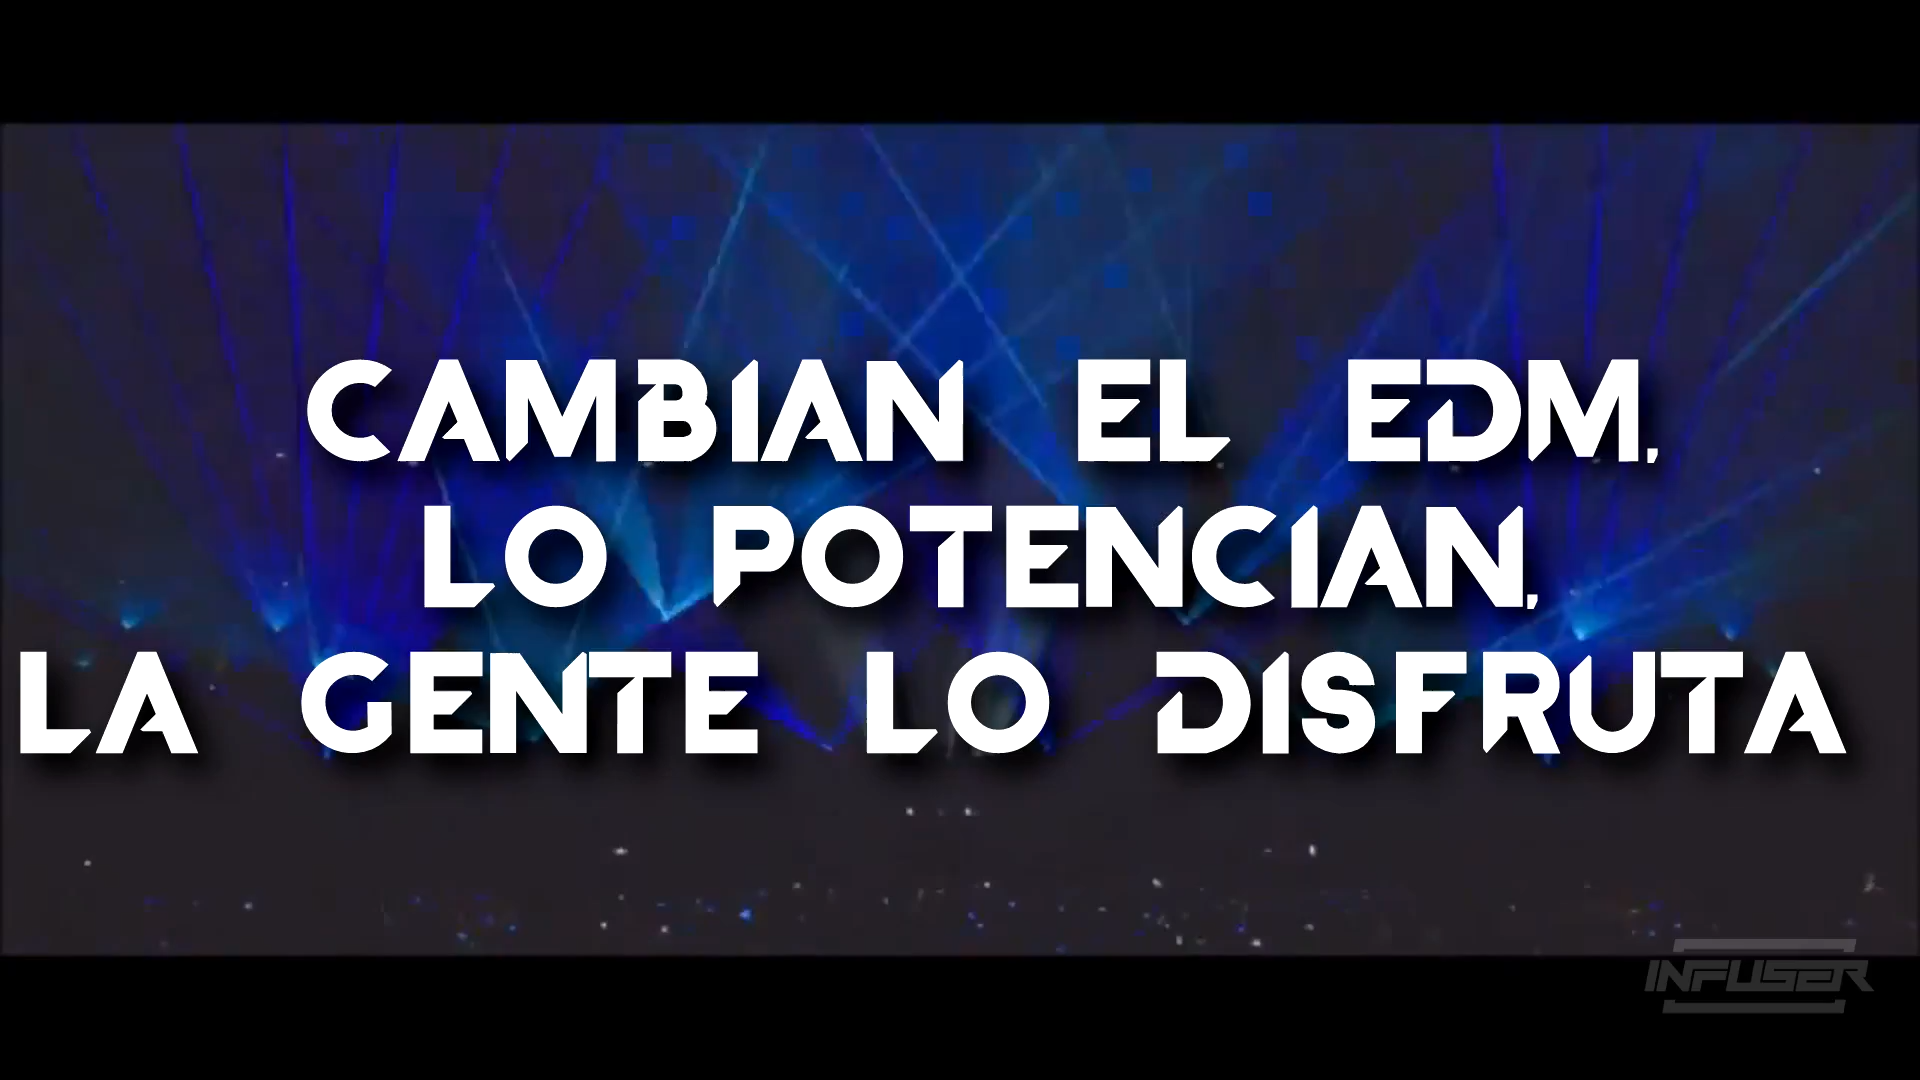 CAMBIAN EL EDM,
LO POTENCIAN,
LA GENTE LO DISFRUTA
INFUSER